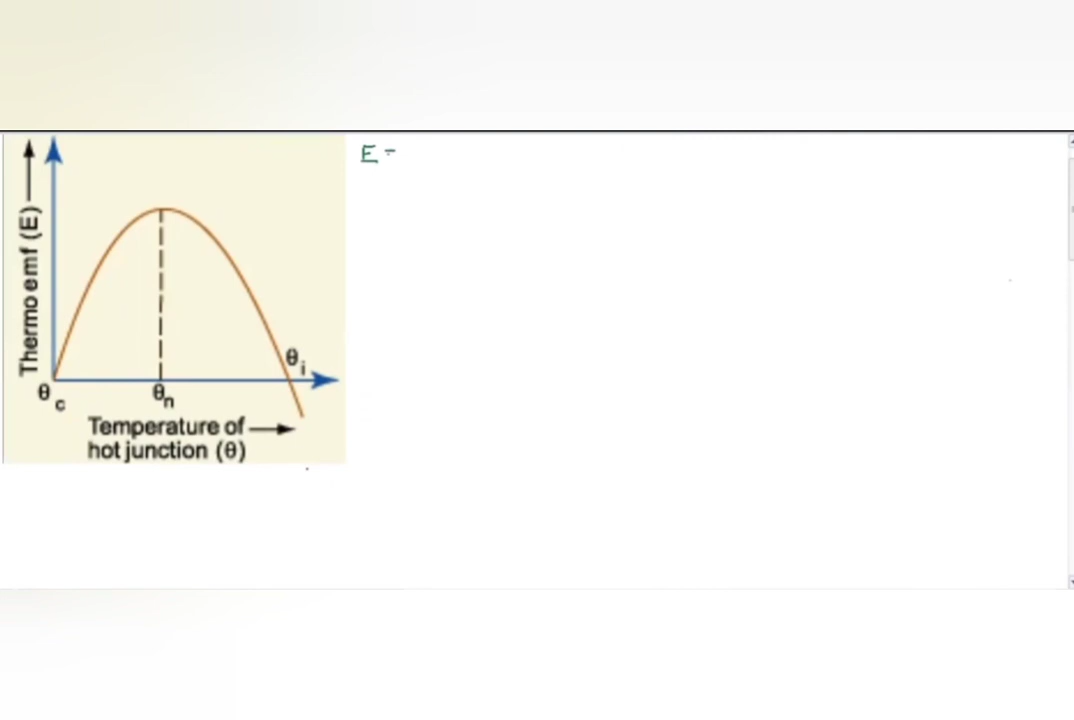 E =
Thermo emf (E)
θi
θc
θn
Temperature of
hot junction (θ)